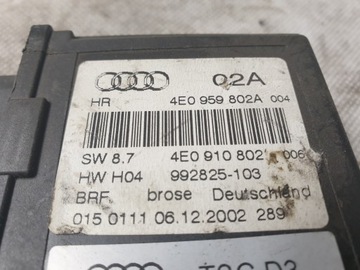 02A
HR 4E0 959 802A 004
SW 8.7 4E0 910 802 006
HW H04 992825-103
BRF brose Deutschland
015 0111 06.12.2002 289